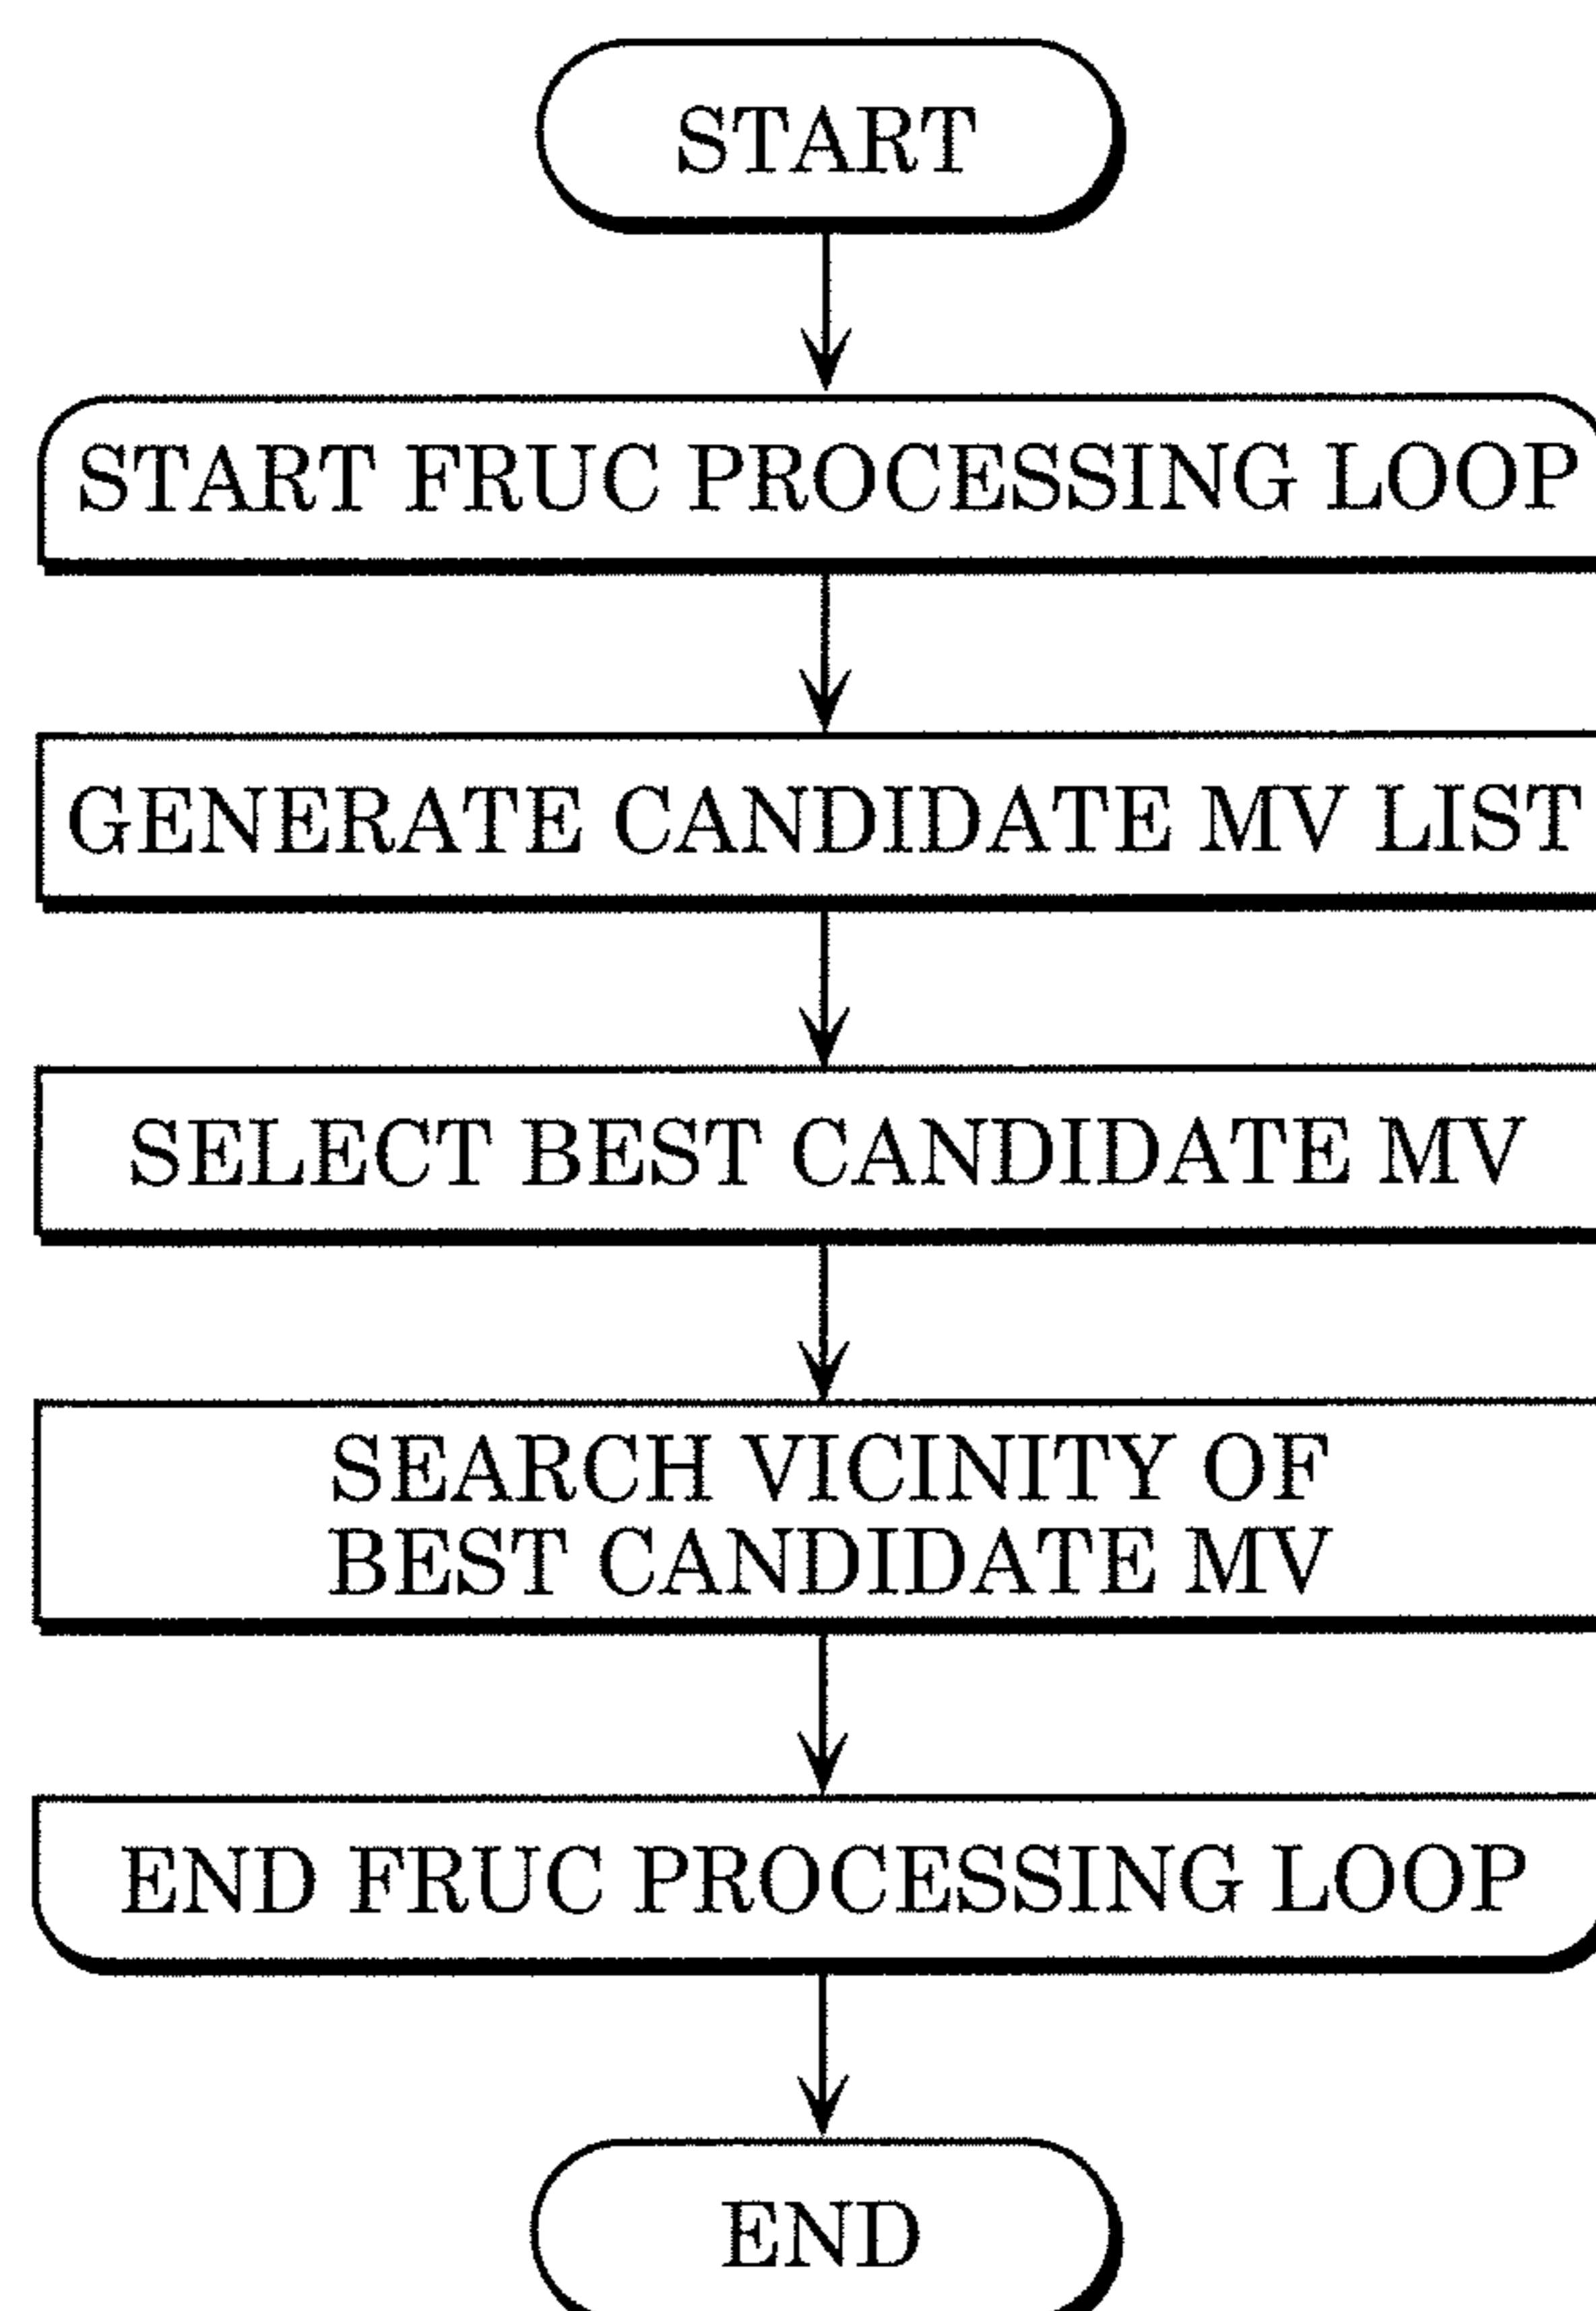 START
START FRUC PROCESSING LOOP
GENERATE CANDIDATE MV LIST
SELECT BEST CANDIDATE MV
SEARCH VICINITY OF
BEST CANDIDATE MV
END FRUC PROCESSING LOOP
END